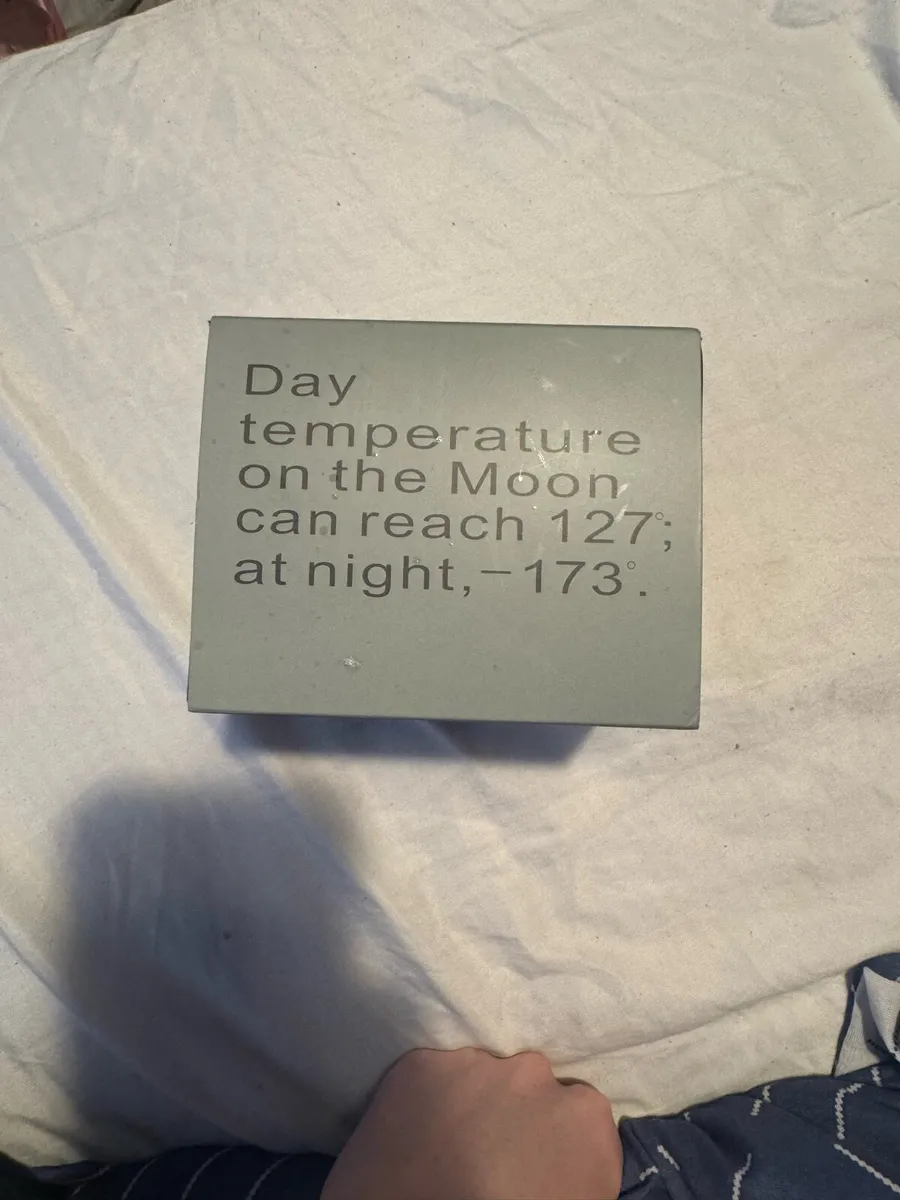 Day
temperature
on the Moon
can reach 127°;
at night,−173°.